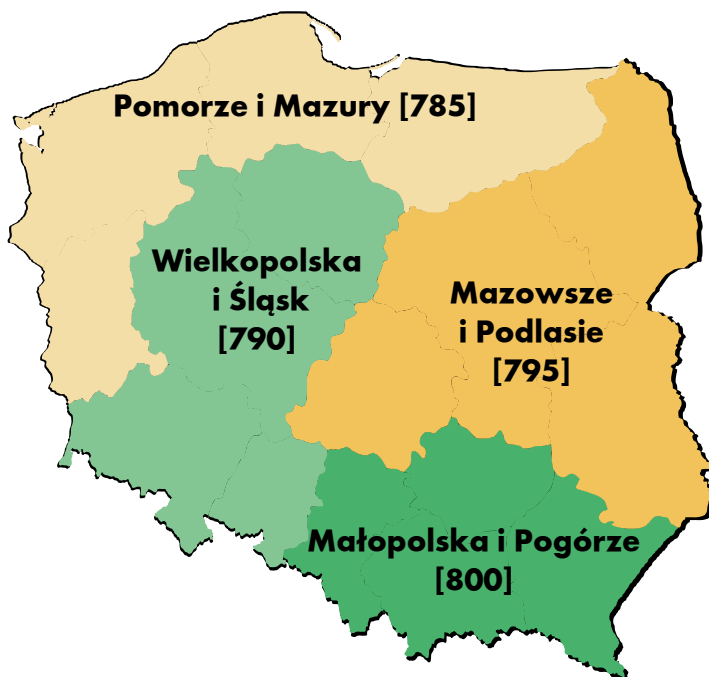 Pomorze i Mazury [785]
Wielkopolska
i Śląsk
[790]
Mazowsze
i Podlasie
[795]
Małopolska i Pogórze
[800]